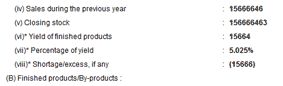 (iv) Sales during the previous year : 15666646
(v) Closing stock : 156666463
(vi)* Yield of finished products : 15664
(vii)* Percentage of yield : 5.025%
(viii)* Shortage/excess, if any : (15666)
(B) Finished products/By-products :